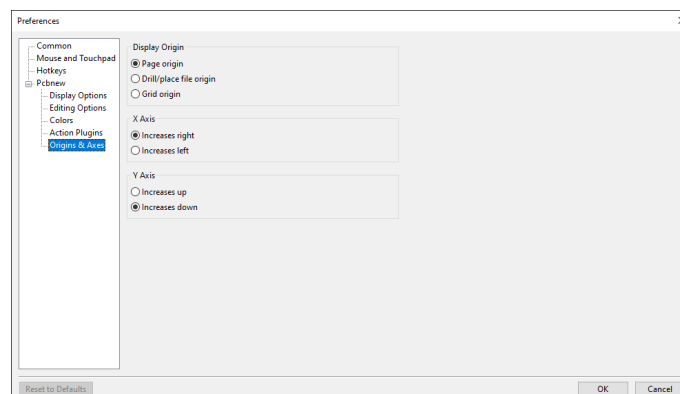 Preferences
Common
Mouse and Touchpad
Hotkeys
Pcbnew
Display Options
Editing Options
Colors
Action Plugins
Origins & Axes
Display Origin
Page origin
Drill/place file origin
Grid origin
X Axis
Increases right
Increases left
Y Axis
Increases up
Increases down
Reset to Defaults
OK
Cancel